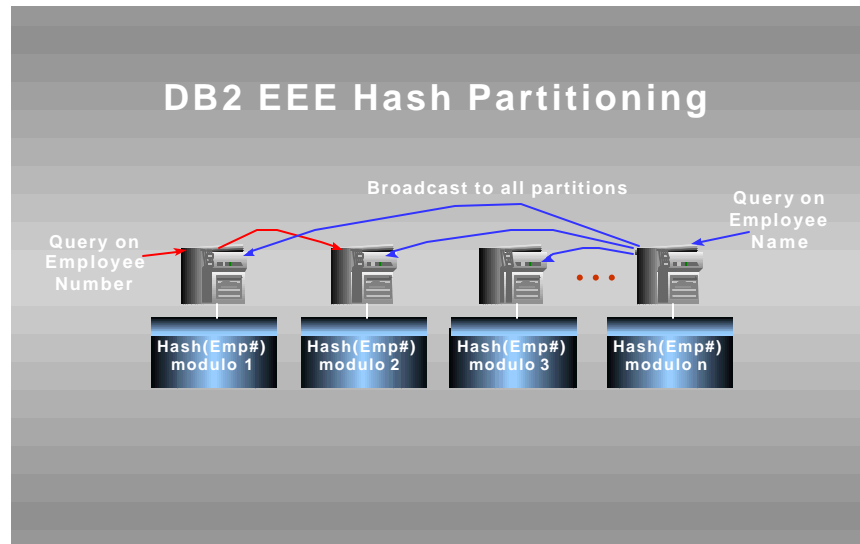 DB2 EEE Hash Partitioning
Broadcast to all partitions
Query on
Employee
Name
Query on
Employee
Number
Hash(Emp#)
modulo 1
Hash(Emp#)
modulo 2
Hash(Emp#)
modulo 3
Hash(Emp#)
modulo n